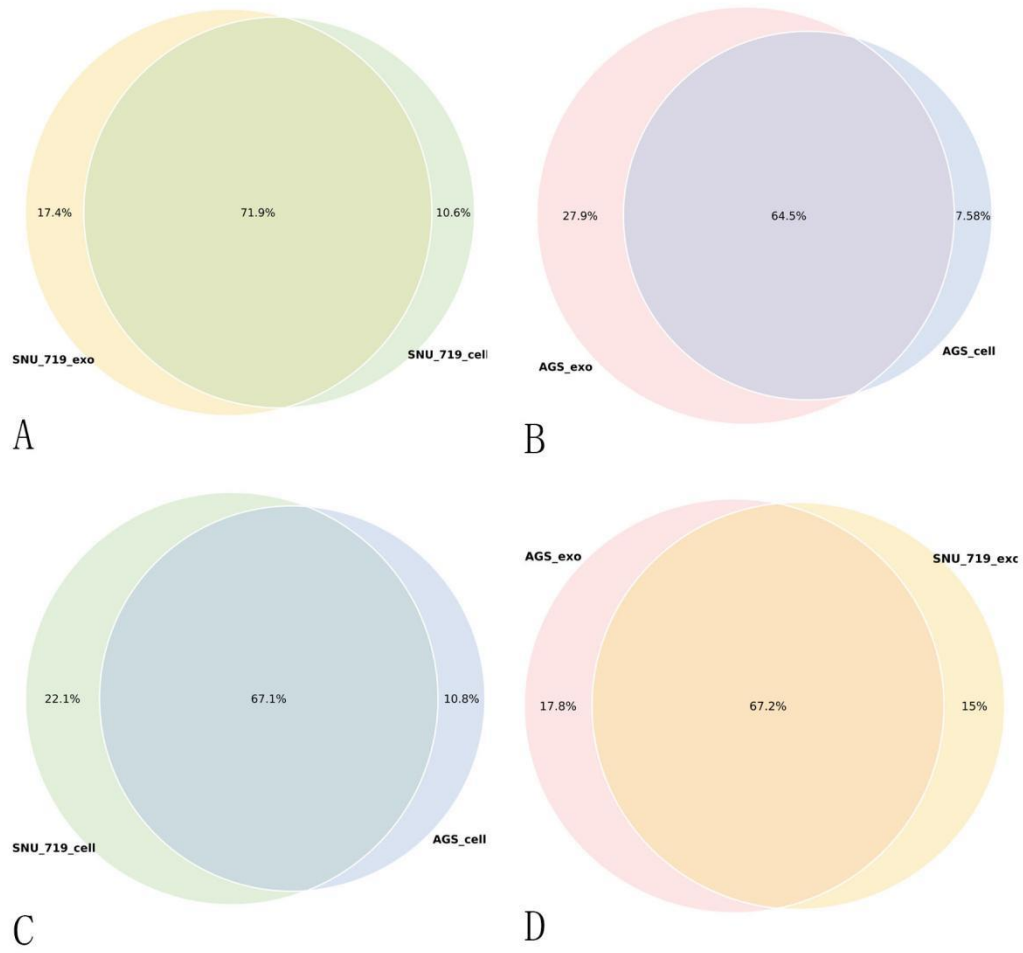 17.4%
71.9%
10.6%
SNU_719_exo
SNU_719_cell
A
27.9%
64.5%
7.58%
AGS_exo
AGS_cell
B
22.1%
67.1%
10.8%
SNU_719_cell
AGS_cell
C
AGS_exo
SNU_719_exc
17.8%
67.2%
15%
D